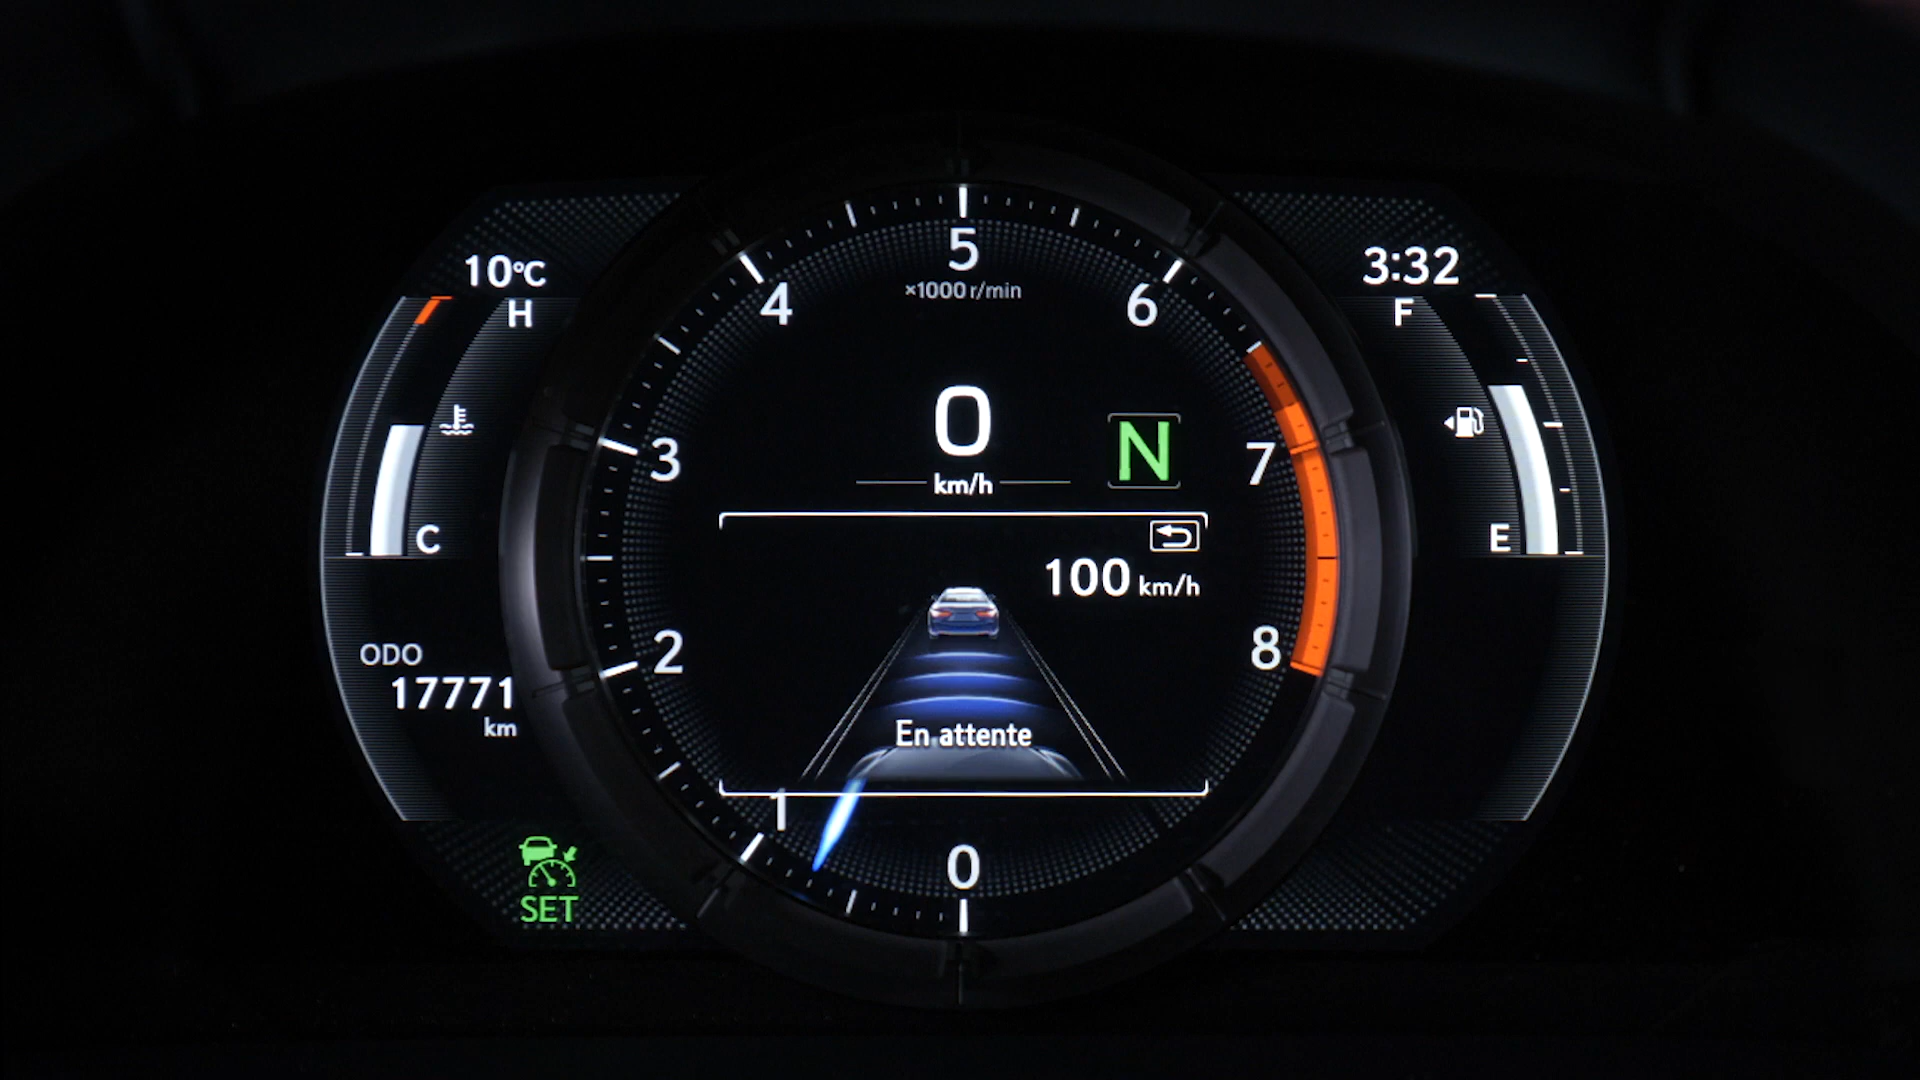 10°C
H
C
ODO
17771
km
SET
5
×1000 r/min
4
6
3
7
2
8
1
0
0
km/h
N
100 km/h
En attente
3:32
F
E